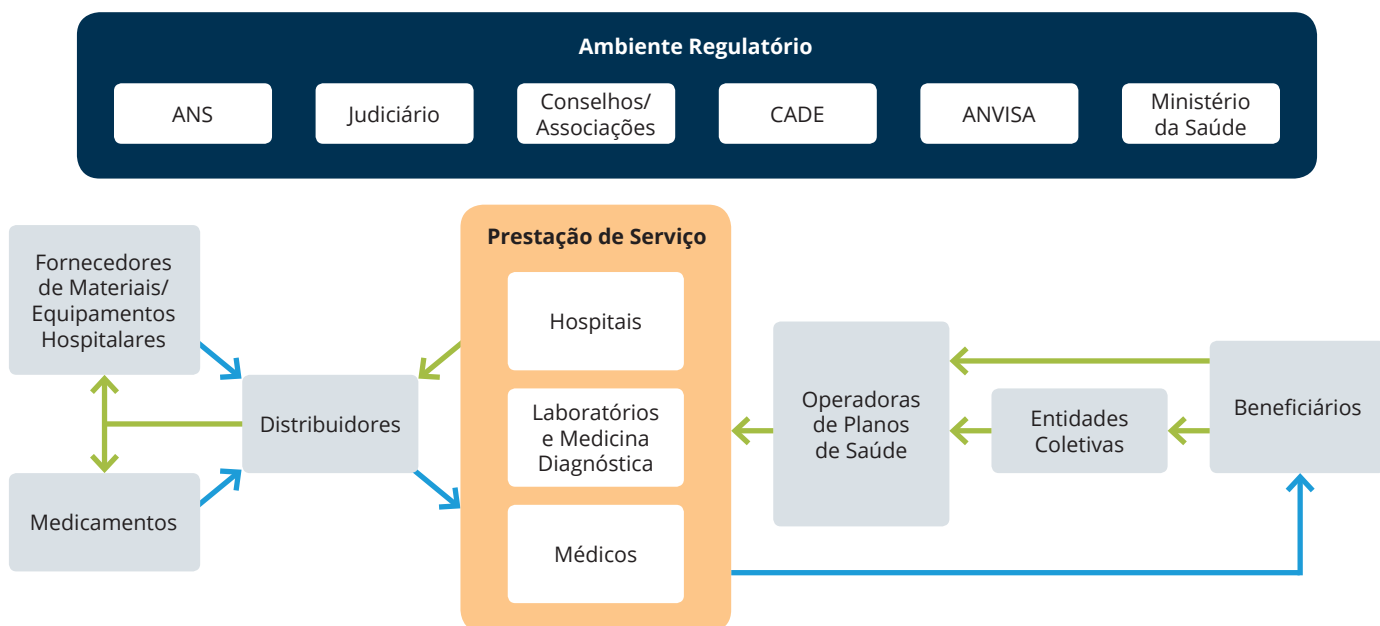 Ambiente Regulatório
ANS
Judiciário
Conselhos/
Associações
CADE
ANVISA
Ministério
da Saúde
Fornecedores
de Materiais/
Equipamentos
Hospitalares
Medicamentos
Distribuidores
Prestação de Serviço
Hospitais
Laboratórios
e Medicina
Diagnóstica
Médicos
Operadoras
de Planos
de Saúde
Entidades
Coletivas
Beneficiários